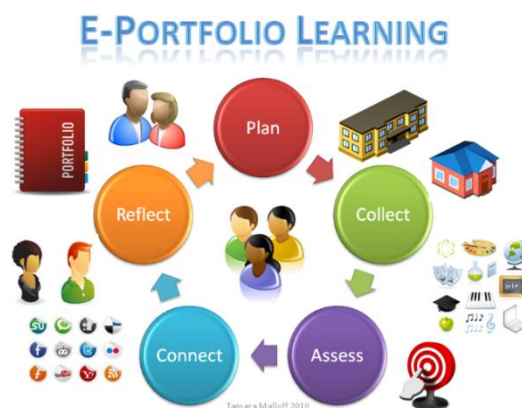 E-PORTFOLIO LEARNING
PORTFOLIO
Plan
Reflect
Collect
Connect
Assess
Tamara Malloff 2010